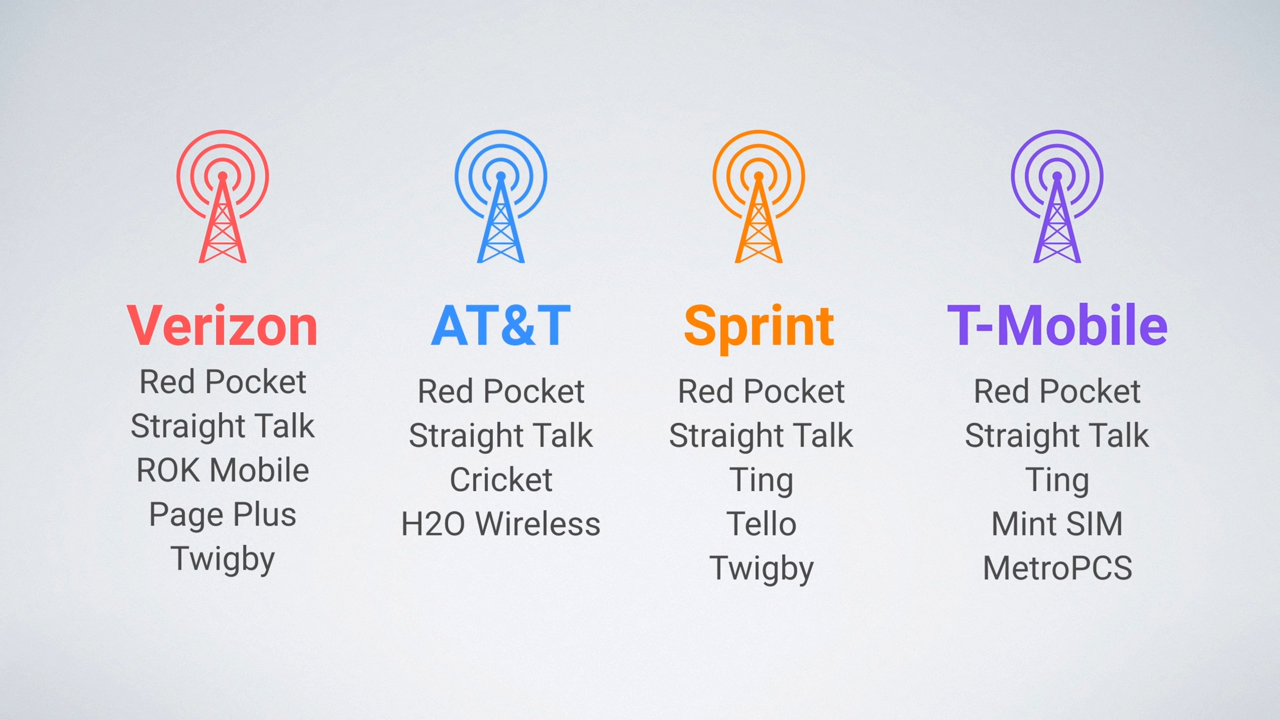 Verizon
Red Pocket
Straight Talk
ROK Mobile
Page Plus
Twigby
AT&T
Red Pocket
Straight Talk
Cricket
H2O Wireless
Sprint
Red Pocket
Straight Talk
Ting
Tello
Twigby
T-Mobile
Red Pocket
Straight Talk
Ting
Mint SIM
MetroPCS